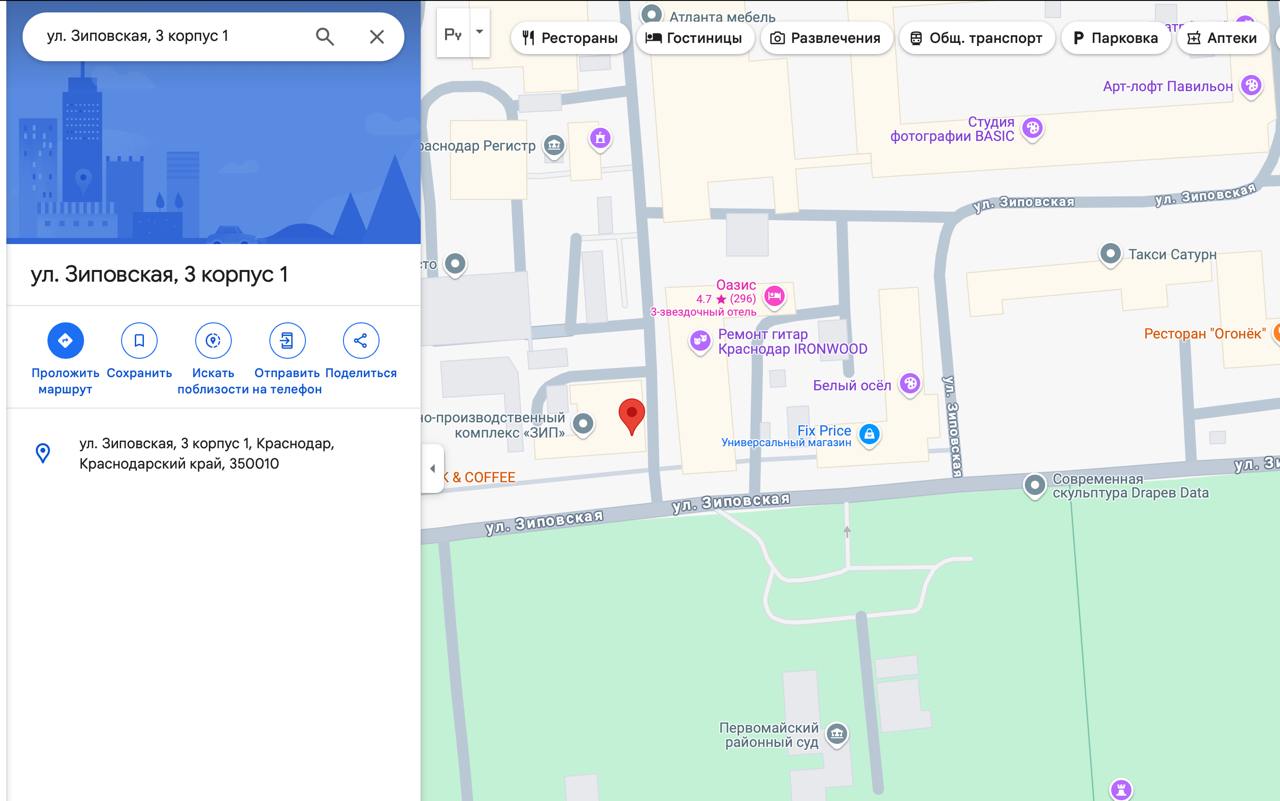 ул. Зиповская, 3 корпус 1
ул. Зиповская, 3 корпус 1
Проложить
маршрут
Сохранить
Искать
поблизости
Отправить
на телефон
Поделиться
ул. Зиповская, 3 корпус 1, Краснодар,
Краснодарский край, 350010
Ру
Рестораны
Гостиницы
Развлечения
Общ. транспорт
Парковка
Аптеки
Атланта мебель
Арт-лофт Павильон
Студия
фотографии BASIC
раснодар Регистр
ул. Зиповская
ул. Зиповская
сто
Такси Сатурн
Оазис
4.7 ★ (296)
3-звездочный отель
Ремонт гитар
Краснодар IRONWOOD
Ресторан "Огонёк"
Белый осёл
но-производственный
комплекс «ЗИП»
Fix Price
Универсальный магазин
ул. Зиповская
K & COFFEE
ул. Зи
Современная
скульптура Drapeв Data
ул. Зиповская
ул. Зиповская
Первомайский
районный суд